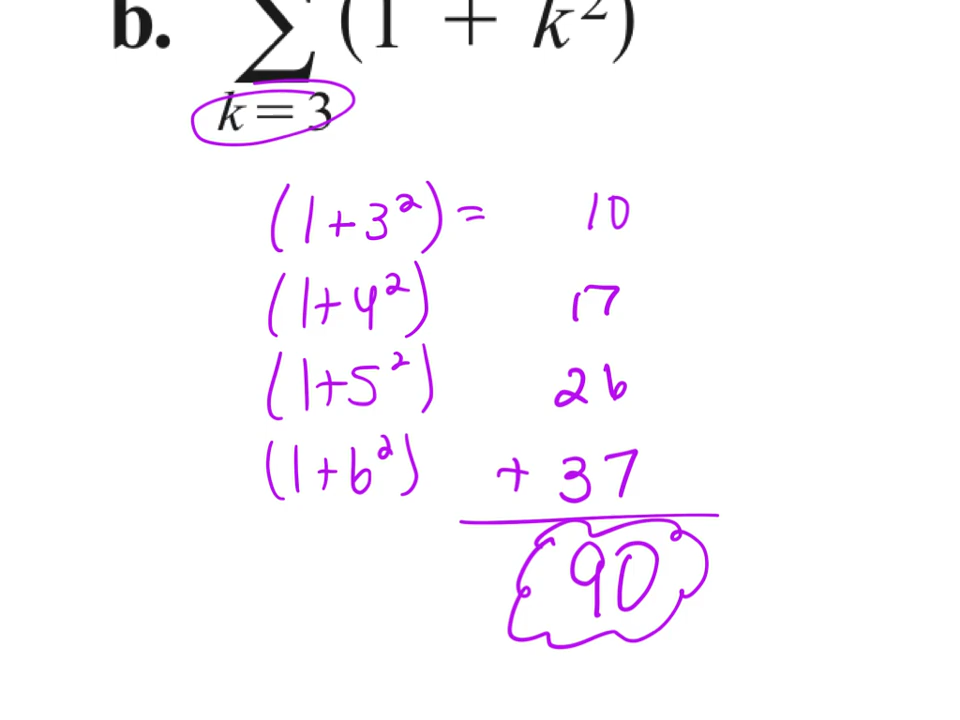 b. ∑ (1 + k²)
k = 3
(1+3²) = 10
(1+4²) 17
(1+5²) 26
(1+6²) + 37
90